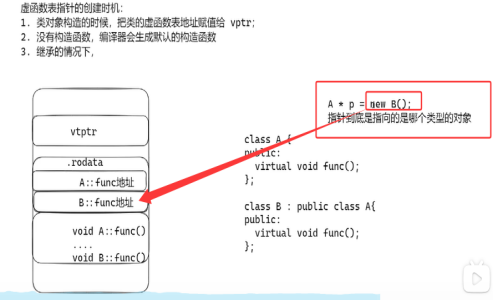 虚函数表指针的创建时机:
1. 类对象构造的时候，把类的虚函数表地址赋值给 vptr;
2. 没有构造函数，编译器会生成默认的构造函数
3. 继承的情况下，
A * p = new B();
指针到底是指向的是哪个类型的对象
vtptr
.rodata
A::func地址
B::func地址
void A::func()
....
void B::func()
class A {
public:
virtual void func();
};
class B : public class A{
public:
virtual void func();
};